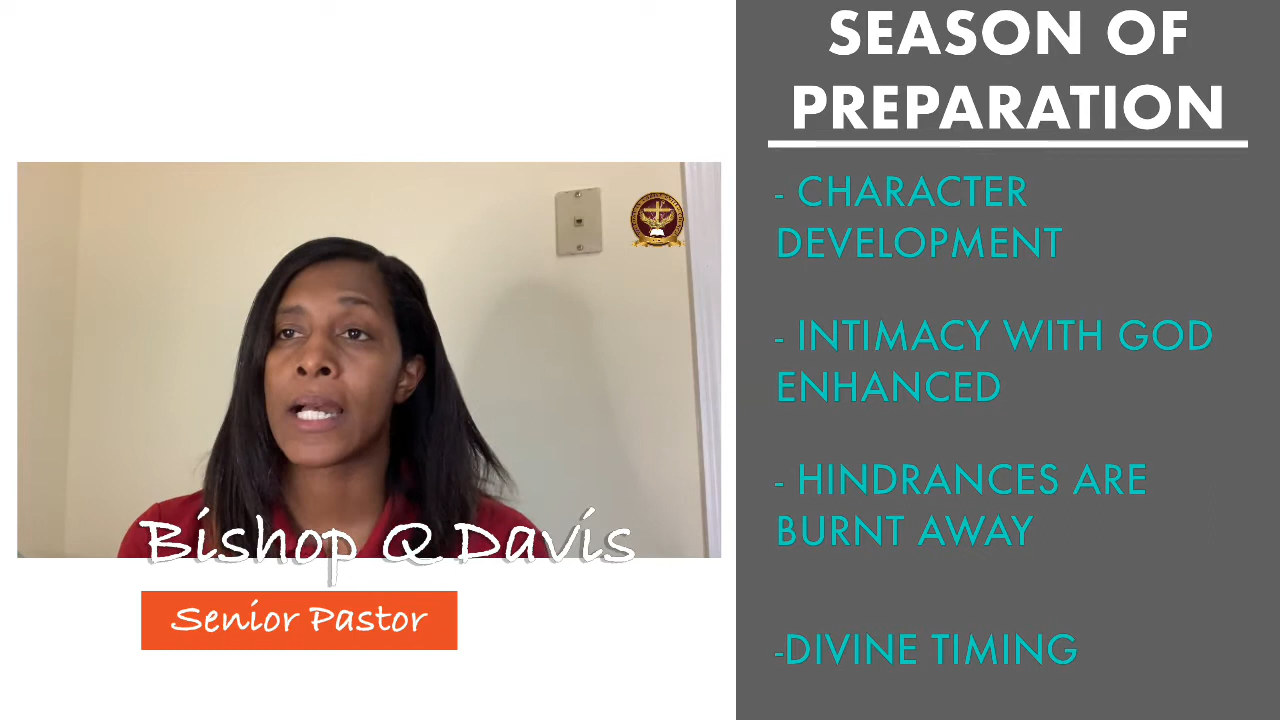 Bishop Q Davis
Senior Pastor
SEASON OF
PREPARATION
- CHARACTER
DEVELOPMENT
- INTIMACY WITH GOD
ENHANCED
- HINDRANCES ARE
BURNT AWAY
-DIVINE TIMING